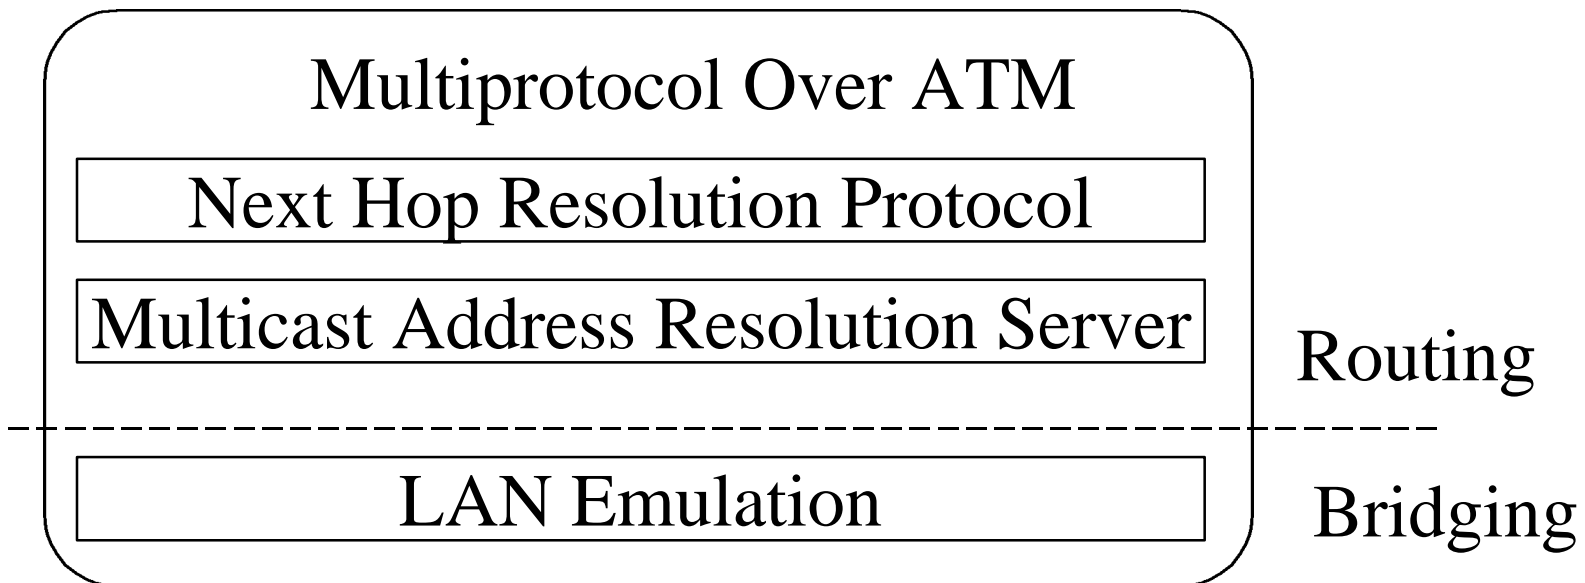 Multiprotocol Over ATM
Next Hop Resolution Protocol
Multicast Address Resolution Server
Routing
LAN Emulation
Bridging